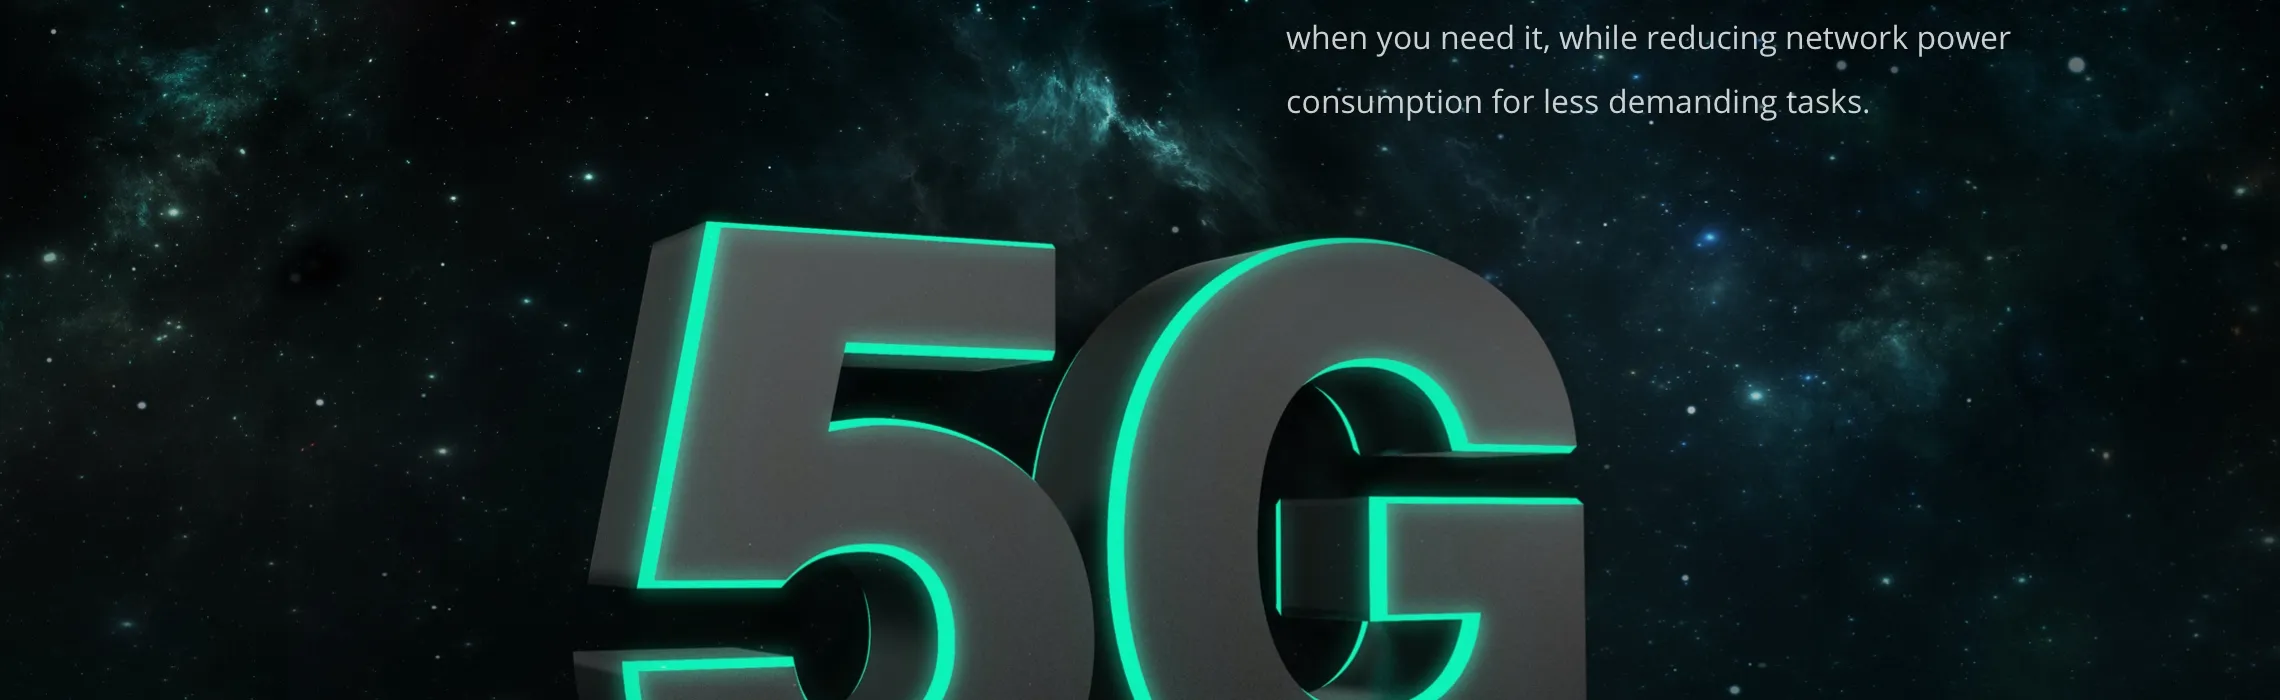 when you need it, while reducing network power
consumption for less demanding tasks.
5G